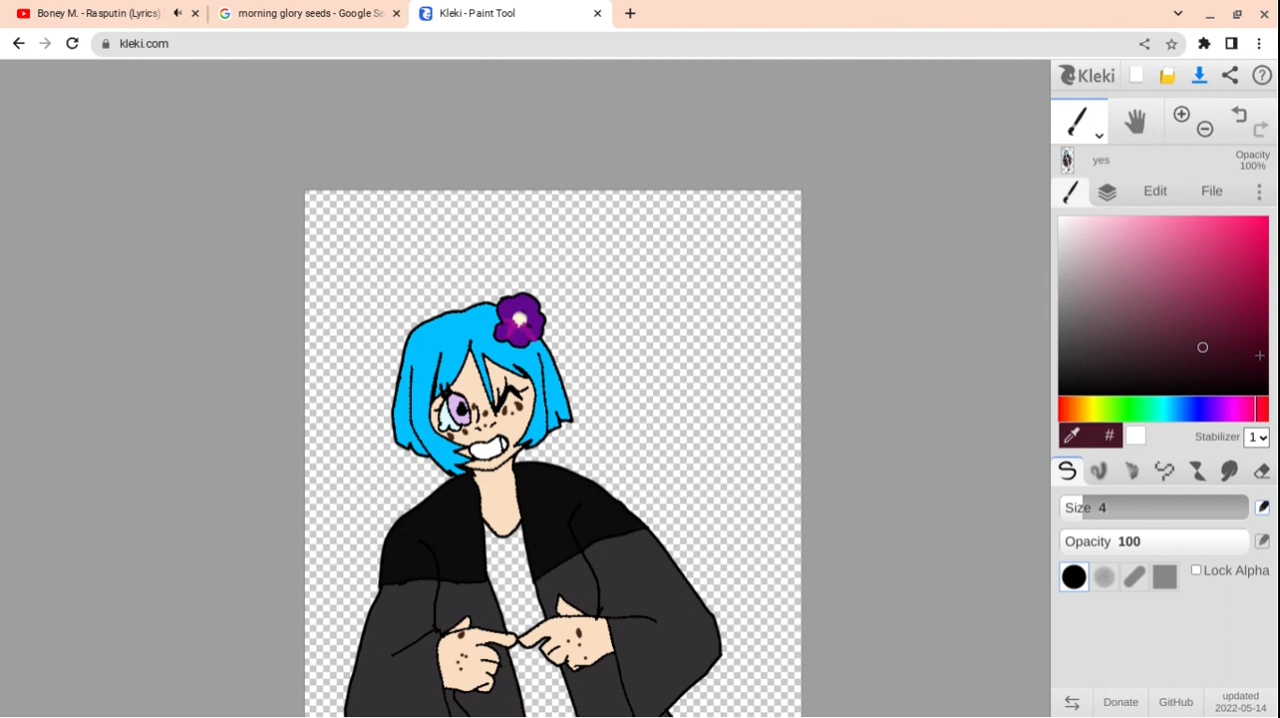 Boney M. - Rasputin (Lyrics)
morning glory seeds - Google Se
Kleki - Paint Tool
kleki.com
Kleki
yes
Opacity
100%
Edit
File
#
Stabilizer 1
Size 4
Opacity 100
Lock Alpha
Donate
GitHub
updated
2022-05-14